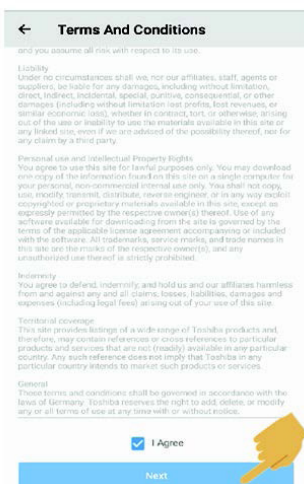 Terms And Conditions
and you assume all risk with respect to its use.
Liability
Under no circumstances shall we, nor our affiliates, staff, agents or
suppliers, be liable for any damages, including without limitation,
direct, indirect, incidental, special, punitive, consequential, or other
damages (including without limitation lost profits, lost revenues, or
similar economic loss), whether in contract, tort, or otherwise, arising
out of the use or inability to use the materials available in this site or
any linked site, even if we are advised of the possibility thereof, nor for
any claim by a third party.
Personal use and Intellectual Property Rights
You agree to use this site for lawful purposes only. You may download
one copy of the information found on this site on a single computer for
your personal, non-commercial internal use only. You shall not copy,
use, modify, transmit, distribute, reverse engineer, or in any way exploit
copyrighted or proprietary materials available in this site, except as
expressly permitted by the respective owner(s) thereof. Use of any
software available for downloading from the site is governed by the
terms of the applicable license agreement accompanying or included
with the software. All trademarks, service marks, and trade names in
this site are the marks of the respective owner(s), and any
unauthorized use thereof is strictly prohibited.
Indemnity
You agree to defend, indemnify, and hold us and our affiliates harmless
from and against any and all claims, losses, liabilities, damages and
expenses (including legal fees) arising out of your use of this site.
Territorial coverage
This site provides listings of a wide range of Toshiba products and,
therefore, may contain references or cross references to particular
products and services that are not (readily) available in any particular
country. Any such reference does not imply that Toshiba in any
particular country intends to market such products or services.
General
These terms and conditions shall be governed in accordance with the
laws of Germany. Toshiba reserves the right to add, delete, or modify
any or all terms of use at any time with or without notice.
I Agree
Next